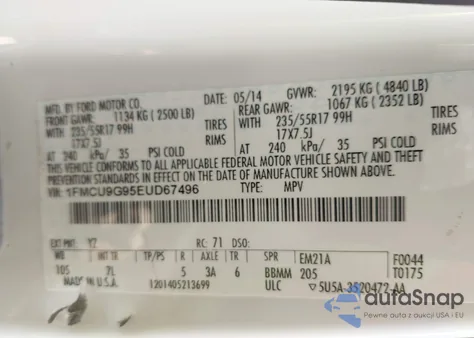 MFD. BY FORD MOTOR CO. DATE: 05/14 GVWR: 2195 KG (4840 LB)
FRONT GAWR: 1134 KG (2500 LB) REAR GAWR: 1067 KG (2352 LB)
WITH 235/55R17 99H TIRES WITH 235/55R17 99H TIRES
17X7.5J RIMS 17X7.5J RIMS
AT 240 kPa/ 35 PSI COLD AT 240 kPa/ 35 PSI COLD
THIS VEHICLE CONFORMS TO ALL APPLICABLE FEDERAL MOTOR VEHICLE SAFETY AND THEFT PREVENTION STANDARDS IN EFFECT ON THE DATE OF MANUFACTURE SHOWN ABOVE.
VIN: 1FMCU9G95EUD67496 TYPE: MPV
EXT PNT: YZ RC: 71 DSO:
WB INT TR TP/PS R AXLE TR SPR EM21A F0044
105 7L 5 3A 6 BBMM 205 T0175
MADE IN U.S.A. 1201405213699 ULC 5U5A-3520472-AA
autoSnap
Pewne auta z aukcji w USA i EU